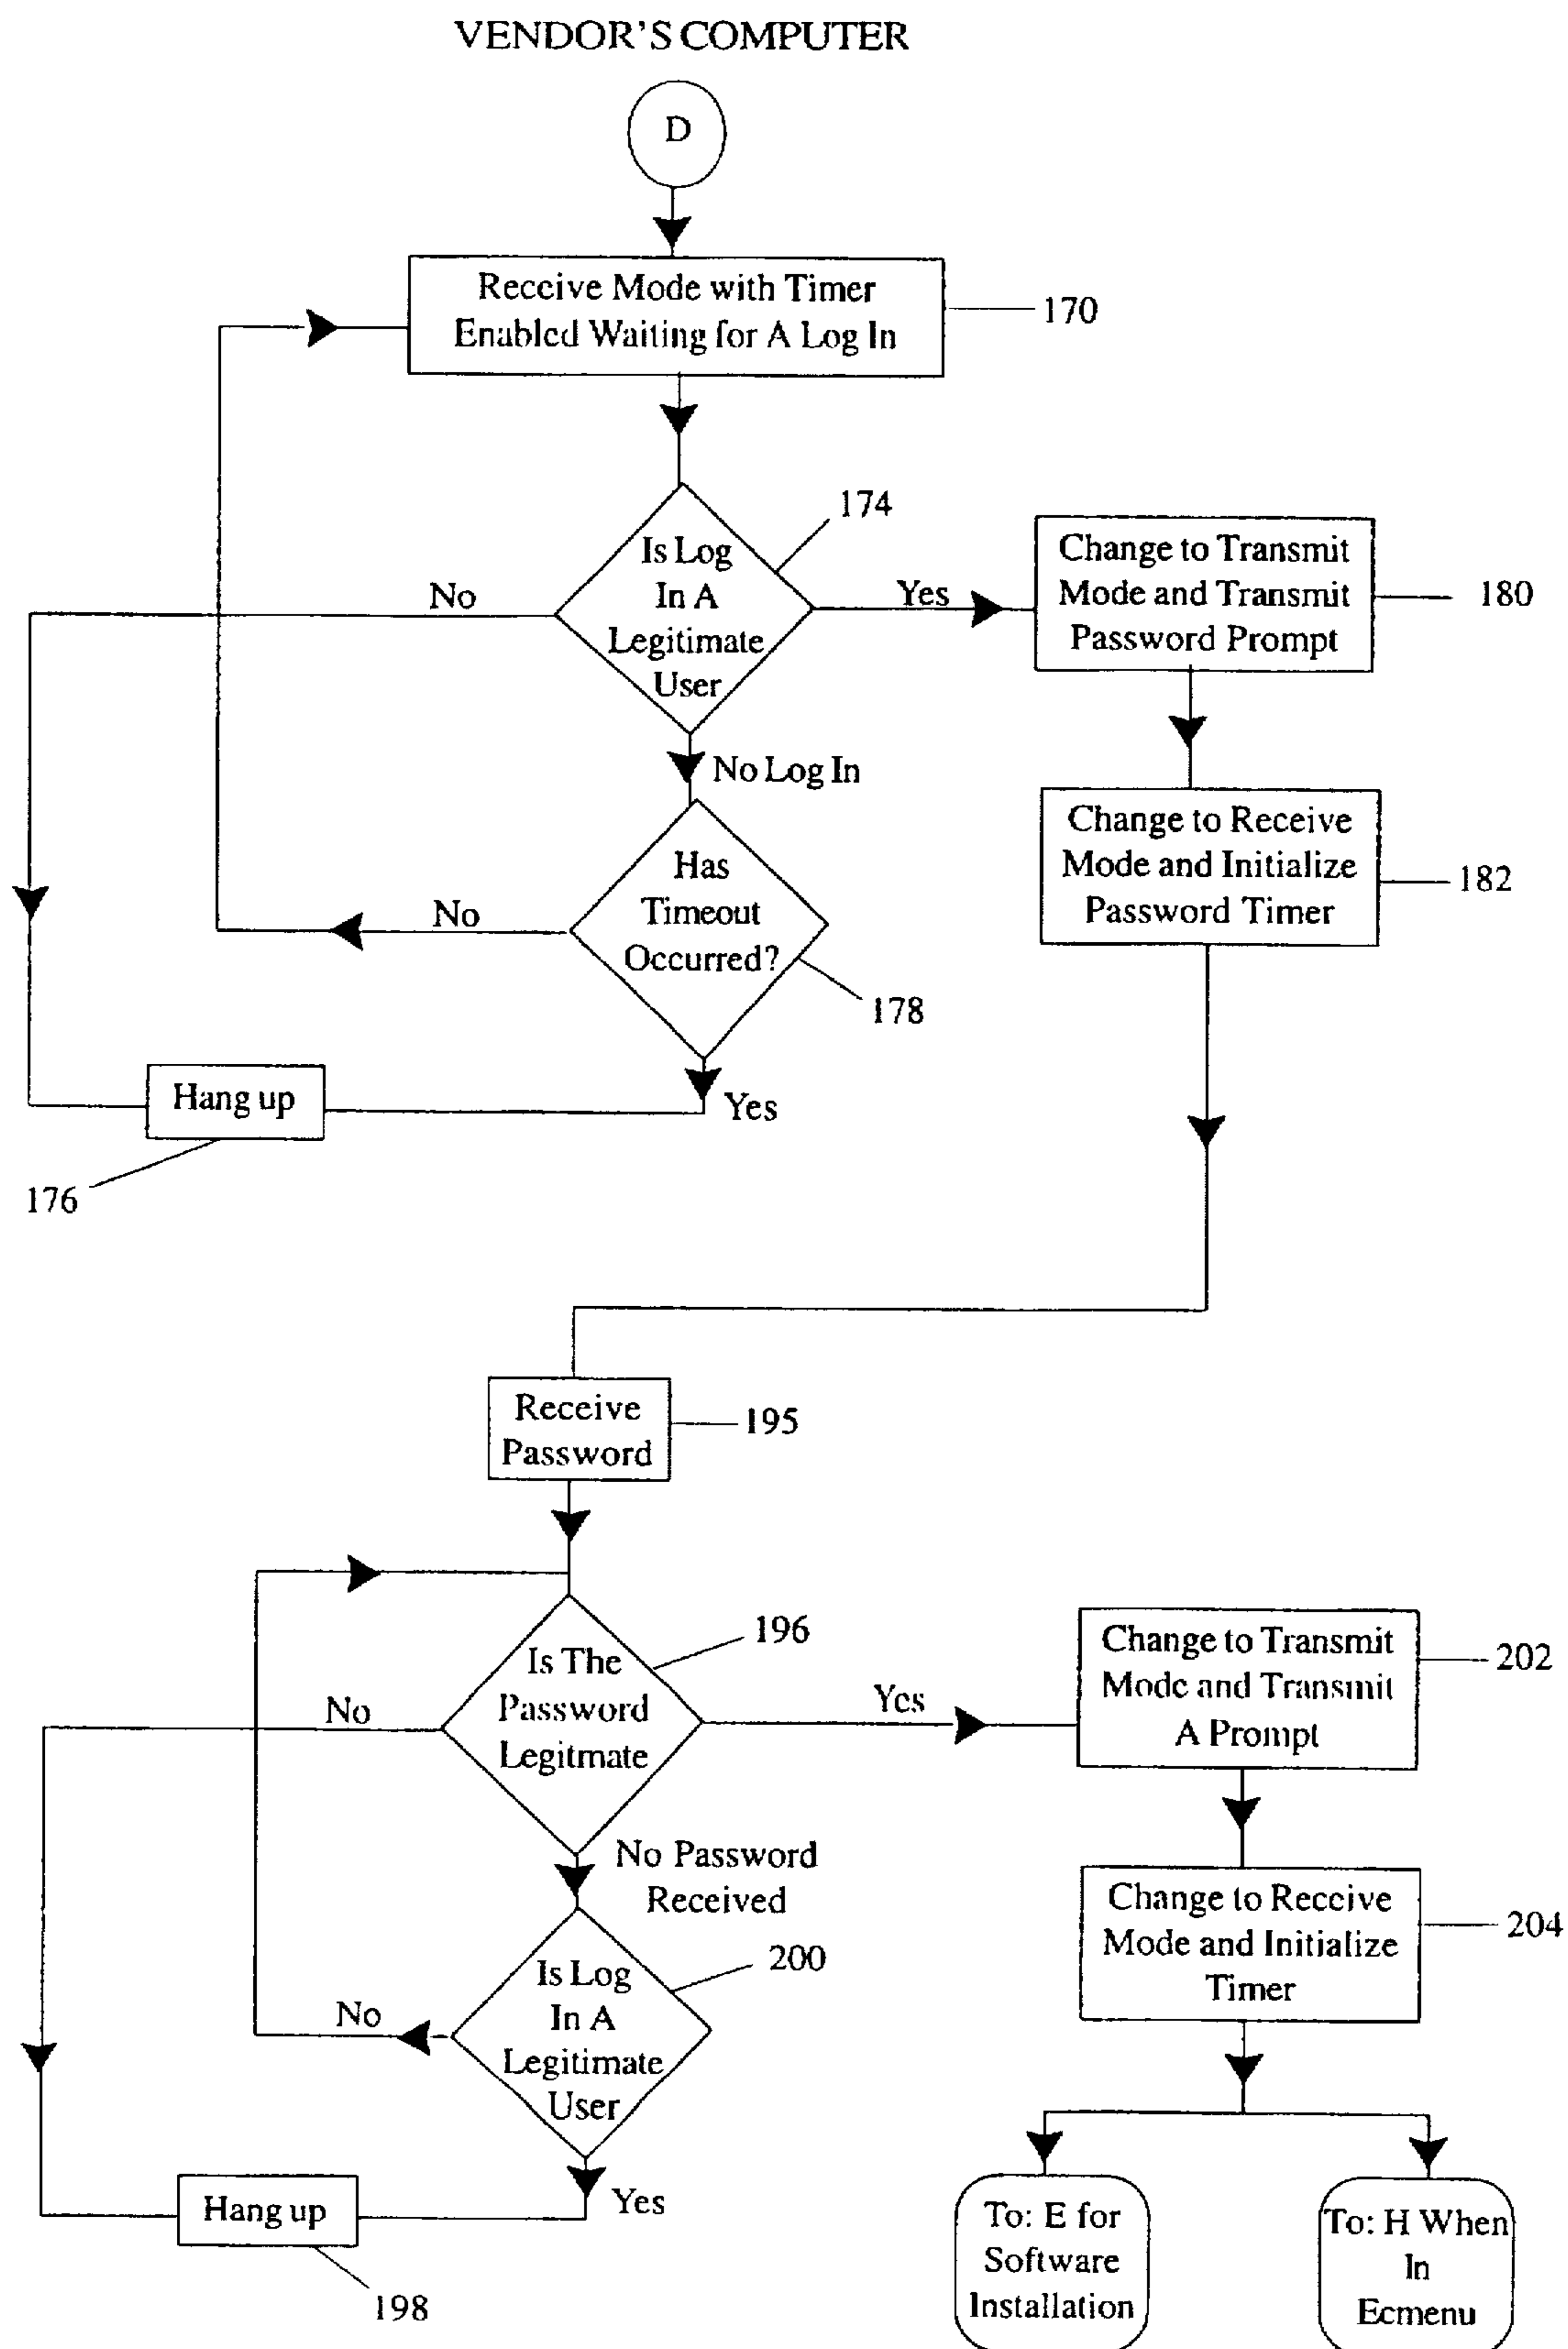 VENDOR'S COMPUTER
D
Receive Mode with Timer
Enabled Waiting for A Log In
170
174
Is Log
In A
Legitimate
User
No
Yes
Change to Transmit
Mode and Transmit
Password Prompt
180
No Log In
Change to Receive
Mode and Initialize
Password Timer
182
Has
Timeout
Occurred?
No
178
Hang up
Yes
176
Receive
Password
195
196
Is The
Password
Legitmate
No
Yes
Change to Transmit
Mode and Transmit
A Prompt
202
No Password
Received
Change to Receive
Mode and Initialize
Timer
204
200
Is Log
In A
Legitimate
User
No
Yes
Hang up
198
To: E for
Software
Installation
To: H When
In
Ecmenu